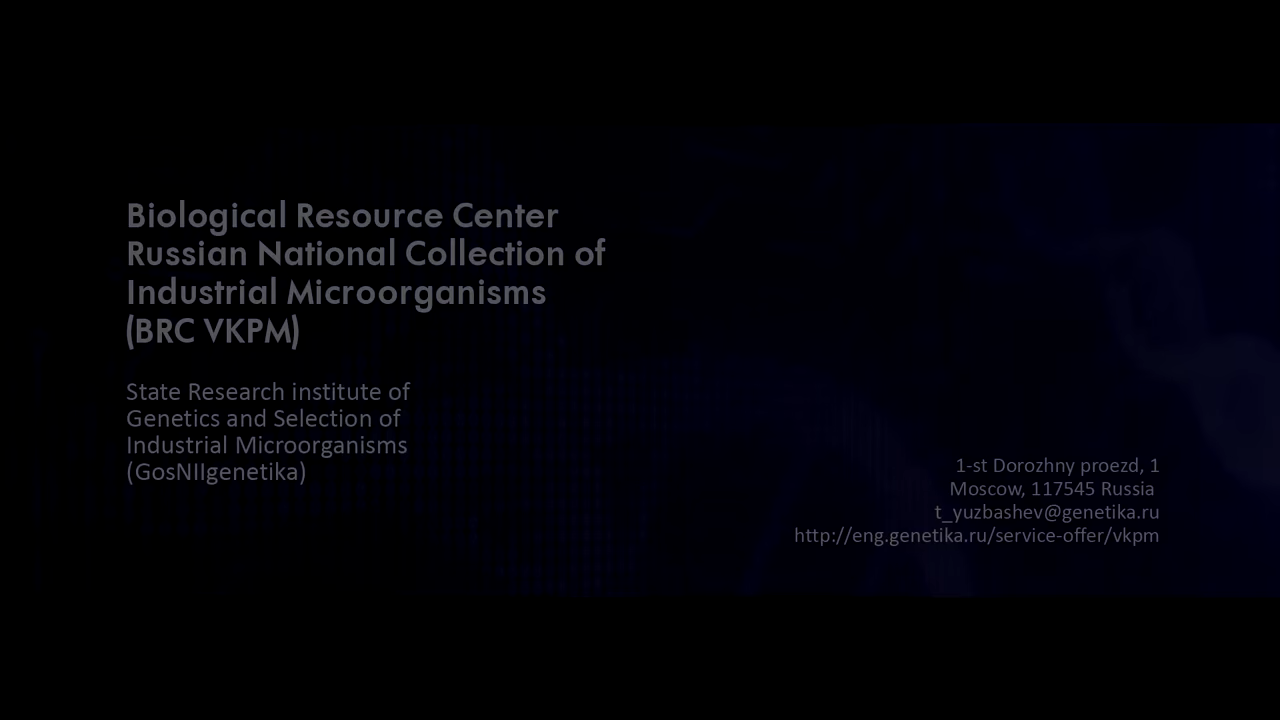 Biological Resource Center
Russian National Collection of
Industrial Microorganisms
(BRC VKPM)
State Research institute of
Genetics and Selection of
Industrial Microorganisms
(GosNIIgenetika)
1-st Dorozhny proezd, 1
Moscow, 117545 Russia
t_yuzbashev@genetika.ru
http://eng.genetika.ru/service-offer/vkpm